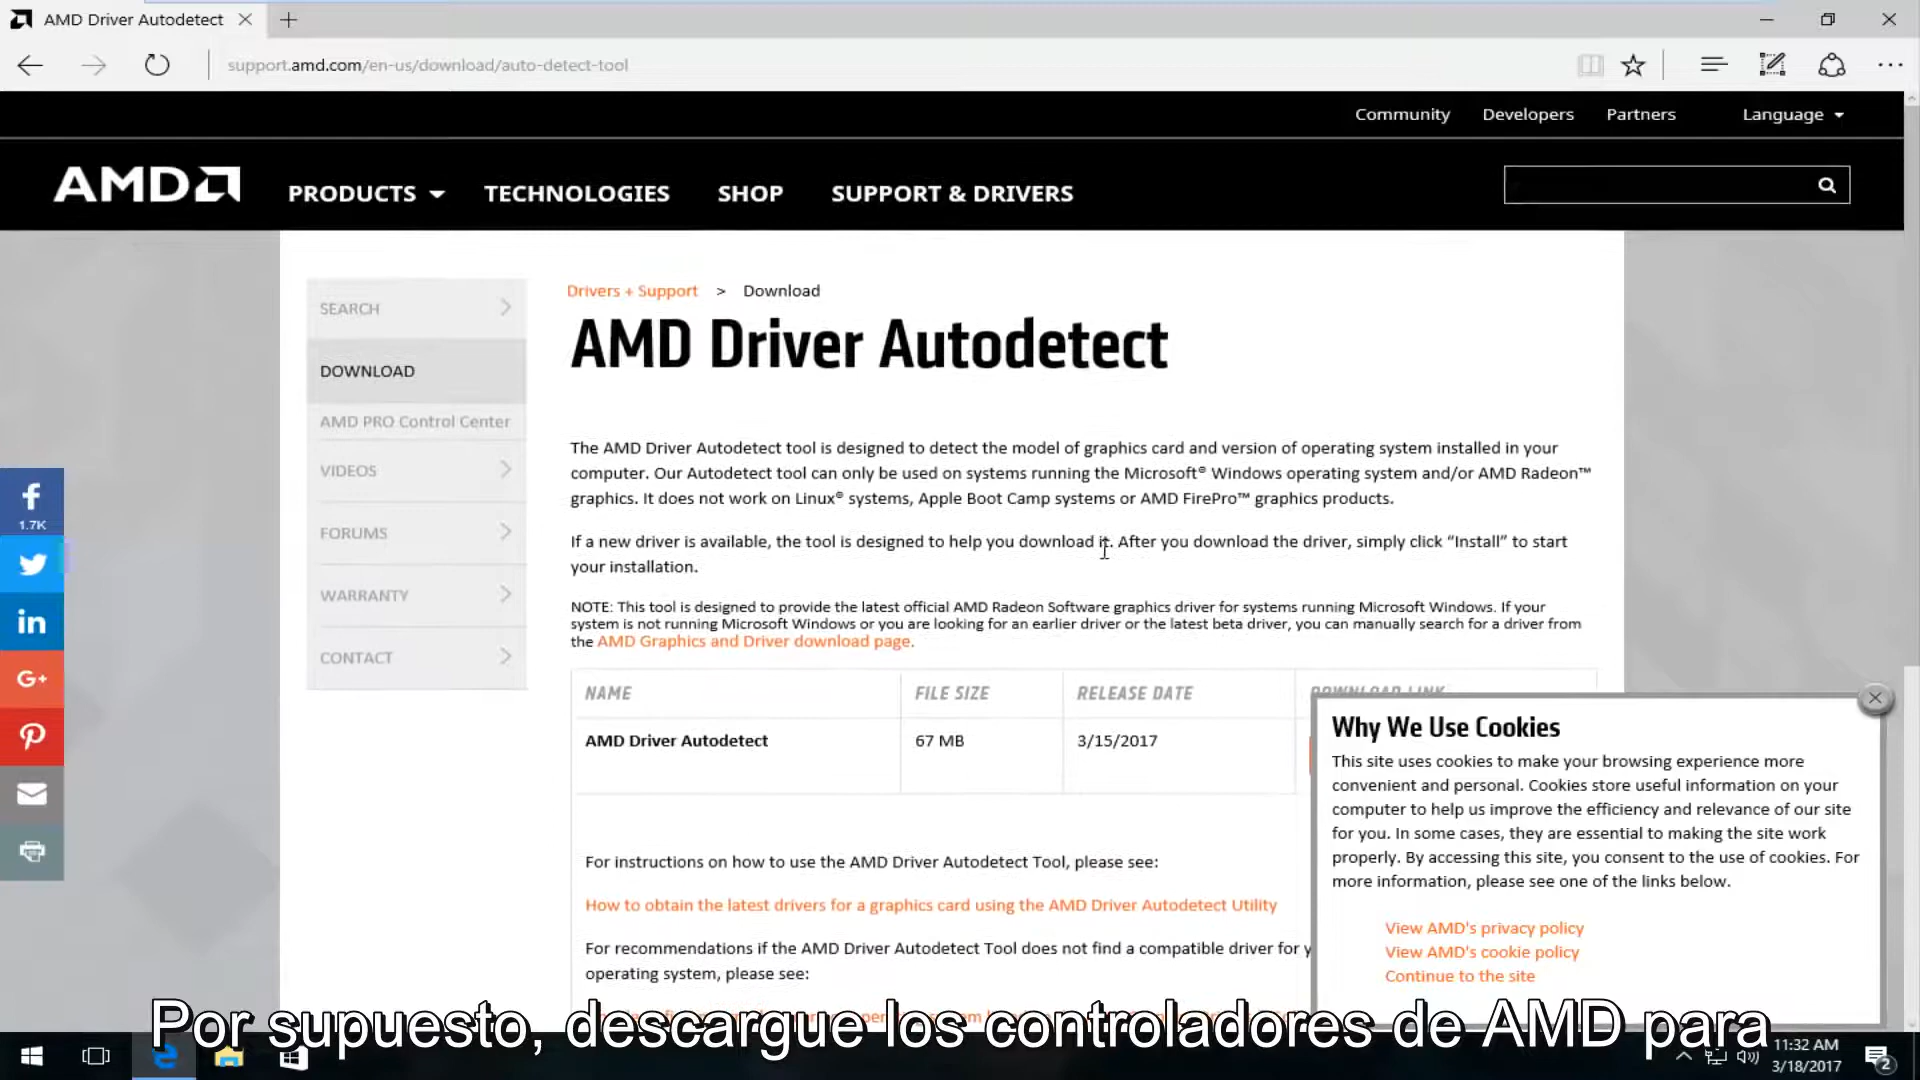 AMD Driver Autodetect
support.amd.com/en-us/download/auto-detect-tool
Community Developers Partners Language
AMD PRODUCTS TECHNOLOGIES SHOP SUPPORT & DRIVERS
SEARCH
DOWNLOAD
AMD PRO Control Center
VIDEOS
FORUMS
WARRANTY
CONTACT
1.7K
G+
Drivers + Support > Download
AMD Driver Autodetect
The AMD Driver Autodetect tool is designed to detect the model of graphics card and version of operating system installed in your
computer. Our Autodetect tool can only be used on systems running the Microsoft® Windows operating system and/or AMD Radeon™
graphics. It does not work on Linux® systems, Apple Boot Camp systems or AMD FirePro™ graphics products.
If a new driver is available, the tool is designed to help you download it. After you download the driver, simply click “Install” to start
your installation.
NOTE: This tool is designed to provide the latest official AMD Radeon Software graphics driver for systems running Microsoft Windows. If your
system is not running Microsoft Windows or you are looking for an earlier driver or the latest beta driver, you can manually search for a driver from
the AMD Graphics and Driver download page.
NAME FILE SIZE RELEASE DATE DOWNLOAD LINK
AMD Driver Autodetect 67 MB 3/15/2017
For instructions on how to use the AMD Driver Autodetect Tool, please see:
How to obtain the latest drivers for a graphics card using the AMD Driver Autodetect Utility
For recommendations if the AMD Driver Autodetect Tool does not find a compatible driver for y
operating system, please see:
Why We Use Cookies
This site uses cookies to make your browsing experience more
convenient and personal. Cookies store useful information on your
computer to help us improve the efficiency and relevance of our site
for you. In some cases, they are essential to making the site work
properly. By accessing this site, you consent to the use of cookies. For
more information, please see one of the links below.
View AMD's privacy policy
View AMD's cookie policy
Continue to the site
Por supuesto, descargue los controladores de AMD para
11:32 AM
3/18/2017
2